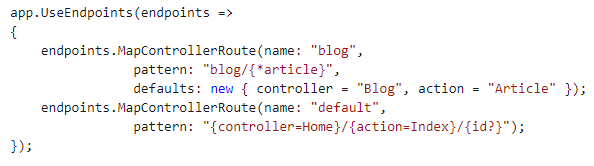 app.UseEndpoints(endpoints =>
{
    endpoints.MapControllerRoute(name: "blog",
                pattern: "blog/{*article}",
                defaults: new { controller = "Blog", action = "Article" });
    endpoints.MapControllerRoute(name: "default",
                pattern: "{controller=Home}/{action=Index}/{id?}");
});